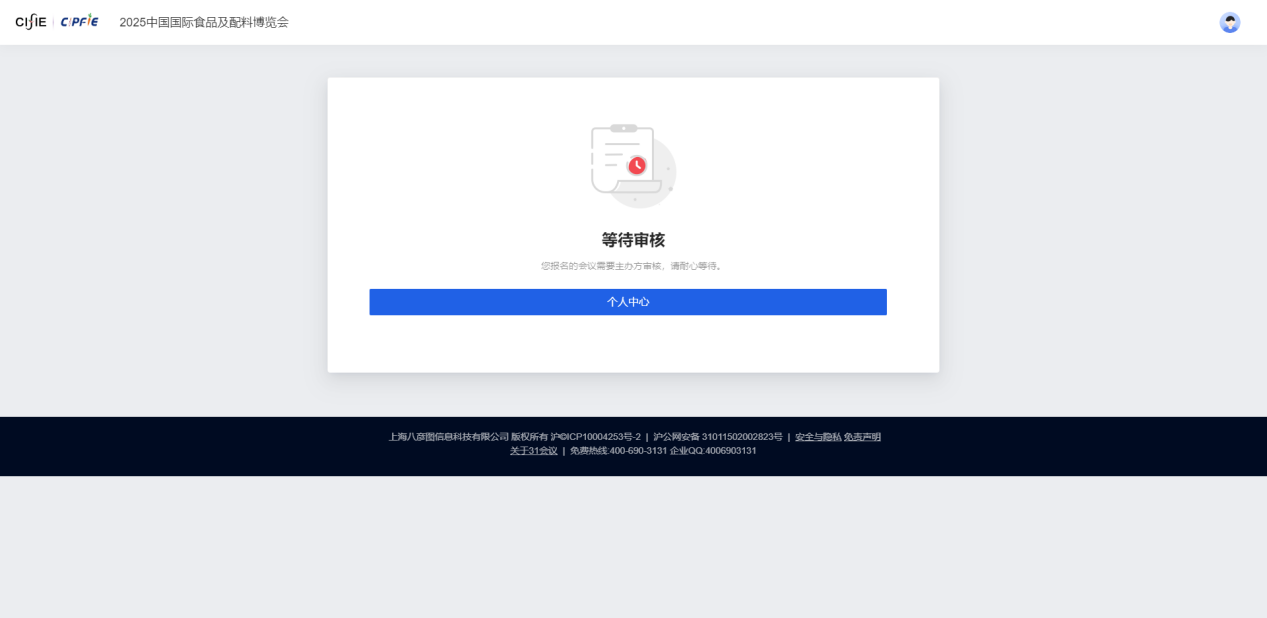 CIFIE | CIPFiE 2025中国国际食品及配料博览会
等待审核
您报名的会议需要主办方审核，请耐心等待。
个人中心
上海八彦图信息科技有限公司 版权所有 沪©ICP10004253号-2 | 沪公网安备 31011502002823号 | 安全与隐私 免责声明
关于31会议 | 免费热线:400-690-3131 企业QQ:4006903131